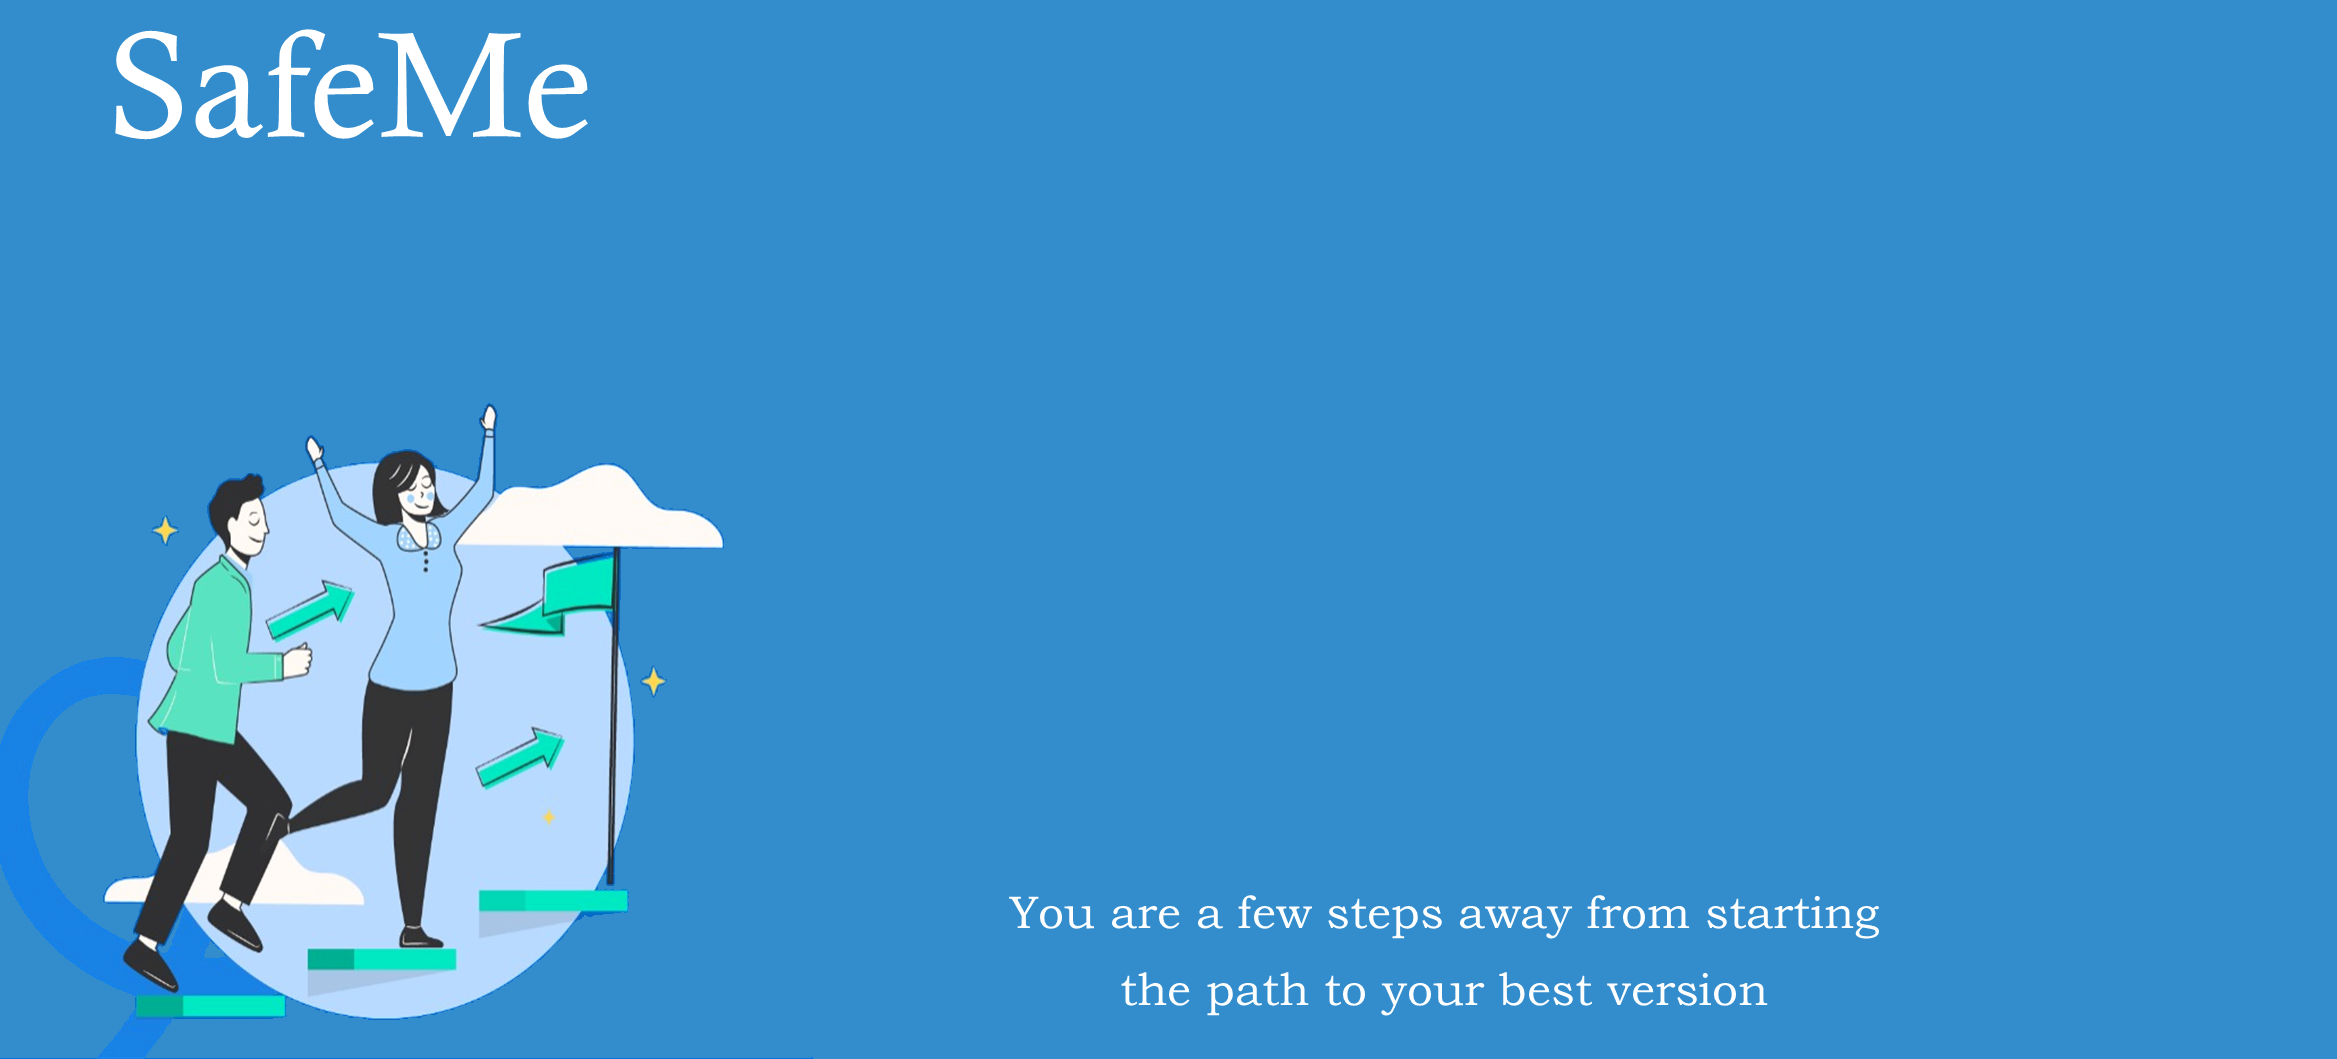 SafeMe
You are a few steps away from starting
the path to your best version